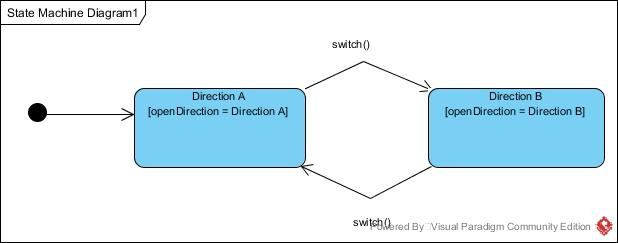 State Machine Diagram1
switch()
Direction A
[openDirection = Direction A]
Direction B
[openDirection = Direction B]
switch()
Powered By Visual Paradigm Community Edition